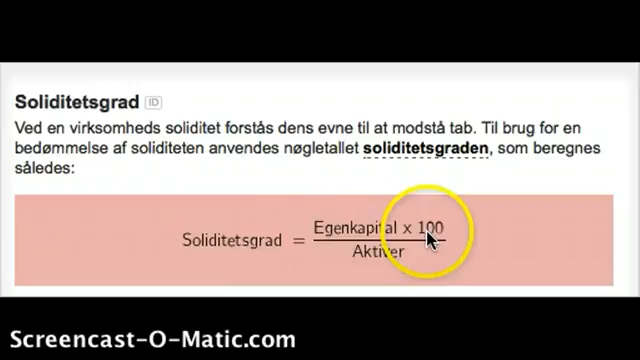 Soliditetsgrad ID
Ved en virksomheds soliditet forstås dens evne til at modstå tab. Til brug for en
bedømmelse af soliditeten anvendes nøgletallet soliditetsgraden, som beregnes
således:
Soliditetsgrad = Egenkapital x 100
Aktiver
Screencast-O-Matic.com